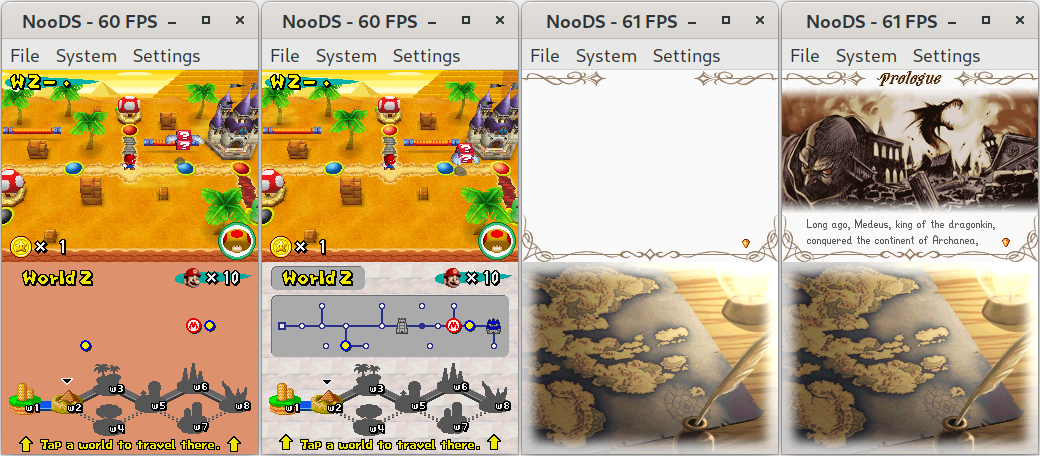 NooDS - 60 FPS
File System Settings
W2-.
× 1
World 2
× 10
w1 w2 w3 w4 w5 w6 w7 w8
Tap a world to travel there.
NooDS - 60 FPS
File System Settings
W2-.
× 1
World 2
M × 10
w1 w2 w3 w4 w5 w6 w7 w8
Tap a world to travel there.
NooDS - 61 FPS
File System Settings
NooDS - 61 FPS
File System Settings
Prologue
Long ago, Medeus, king of the dragonkin,
conquered the continent of Archanea,